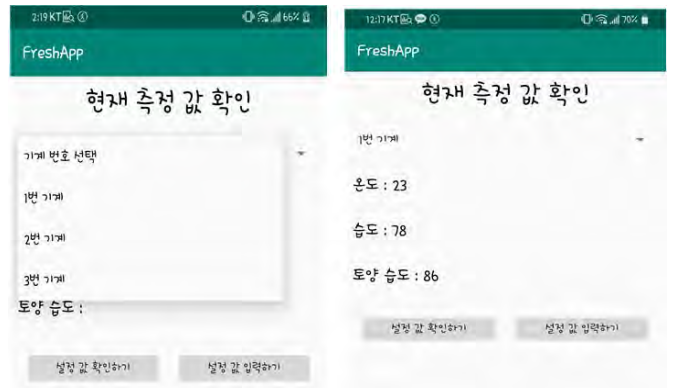 2:19 KT
66%
FreshApp
현재 측정 값 확인
기계 번호 선택
1번 기계
2번 기계
3번 기계
토양 습도 :
설정 값 확인하기
설정 값 입력하기
12:17 KT
70%
FreshApp
현재 측정 값 확인
1번 기계
온도 : 23
습도 : 78
토양 습도 : 86
설정 값 확인하기
설정 값 입력하기